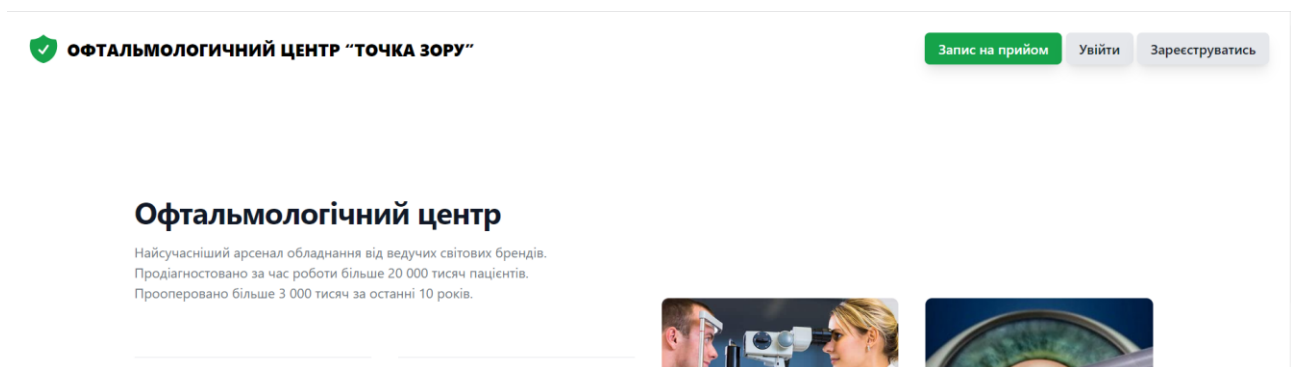 ОФТАЛЬМОЛОГИЧНИЙ ЦЕНТР “ТОЧКА ЗОРУ”
Запис на прийом
Увійти
Зареєструватись
Офтальмологічний центр
Найсучасніший арсенал обладнання від ведучих світових брендів.
Продіагностовано за час роботи більше 20 000 тисяч пацієнтів.
Прооперовано більше 3 000 тисяч за останні 10 років.